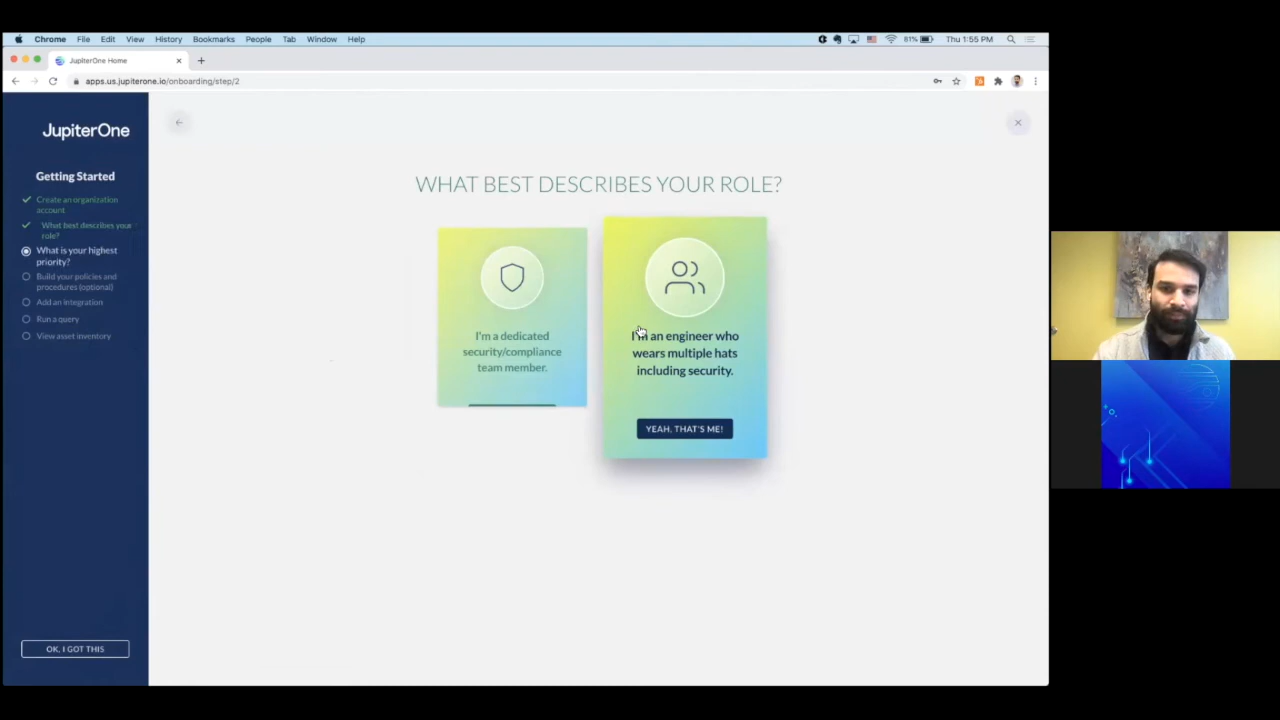 Chrome File Edit View History Bookmarks People Tab Window Help
81% Thu 1:55 PM
JupiterOne Home
apps.us.jupiterone.io/onboarding/step/2
JupiterOne
Getting Started
Create an organization
account
What best describes your
role?
What is your highest
priority?
Build your policies and
procedures (optional)
Add an integration
Run a query
View asset inventory
OK, I GOT THIS
WHAT BEST DESCRIBES YOUR ROLE?
I'm a dedicated
security/compliance
team member.
I'm an engineer who
wears multiple hats
including security.
YEAH, THAT'S ME!